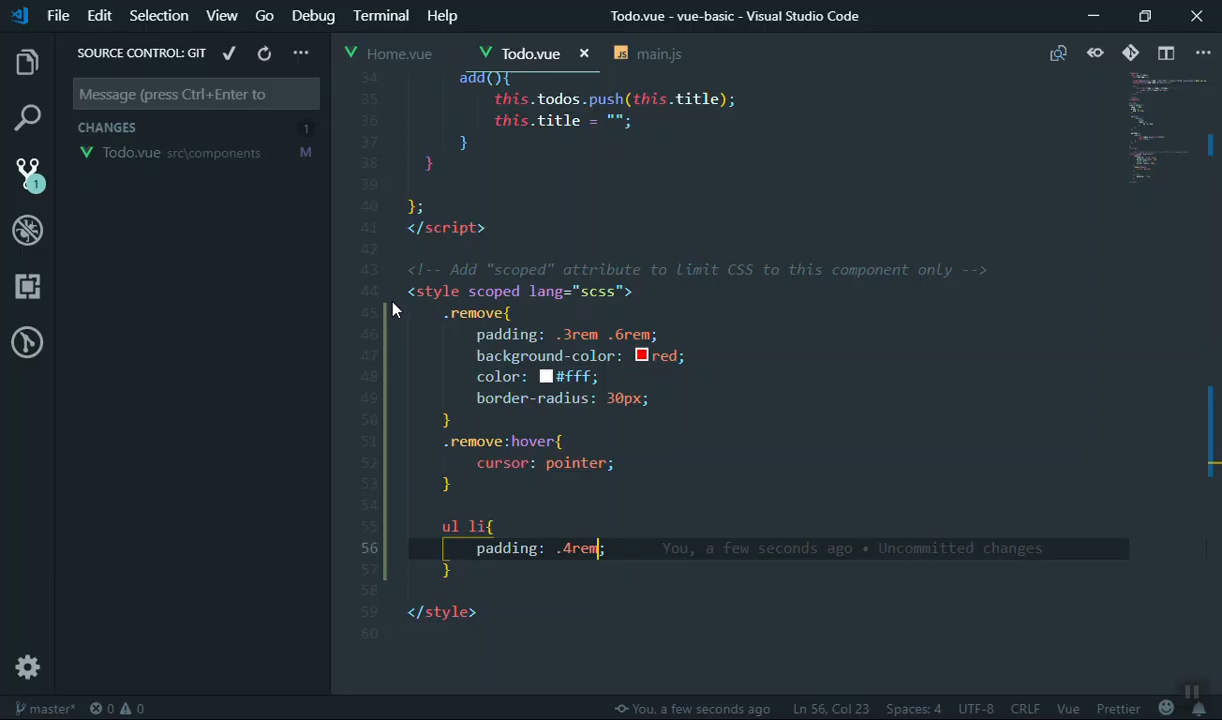 File Edit Selection View Go Debug Terminal Help
Todo.vue - vue-basic - Visual Studio Code
SOURCE CONTROL: GIT
Message (press Ctrl+Enter to
CHANGES 1
Todo.vue src\components M
1
Home.vue Todo.vue JS main.js
34 add(){
35 this.todos.push(this.title);
36 this.title = "";
37 }
38 }
39
40 };
41 </script>
42
43 <!-- Add "scoped" attribute to limit CSS to this component only -->
44 <style scoped lang="scss">
45 .remove{
46 padding: .3rem .6rem;
47 background-color: red;
48 color: #fff;
49 border-radius: 30px;
50 }
51 .remove:hover{
52 cursor: pointer;
53 }
54
55 ul li{
56 padding: .4rem; You, a few seconds ago • Uncommitted changes
57 }
58
59 </style>
60
master* 0 0 You, a few seconds ago Ln 56, Col 23 Spaces: 4 UTF-8 CRLF Vue Prettier